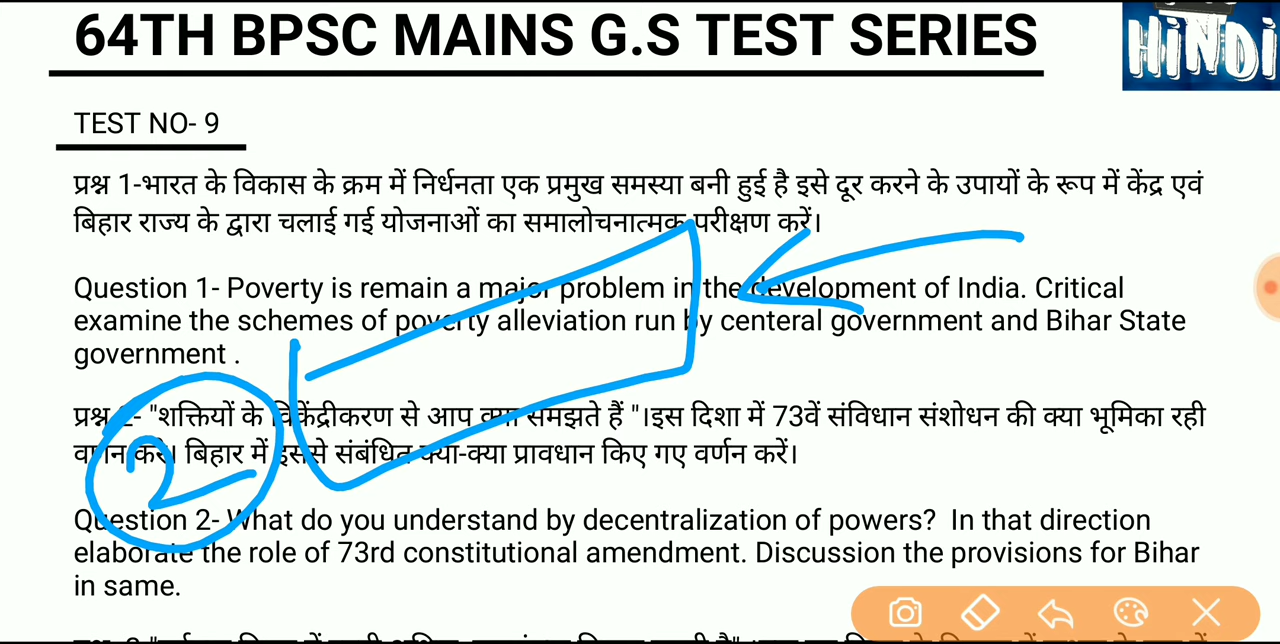 64TH BPSC MAINS G.S TEST SERIES
HiNDi
TEST NO- 9
प्रश्न 1-भारत के विकास के क्रम में निर्धनता एक प्रमुख समस्या बनी हुई है इसे दूर करने के उपायों के रूप में केंद्र एवं
बिहार राज्य के द्वारा चलाई गई योजनाओं का समालोचनात्मक परीक्षण करें।
Question 1- Poverty is remain a major problem in the development of India. Critical
examine the schemes of poverty alleviation run by centeral government and Bihar State
government .
प्रश्न 2- "शक्तियों के विकेंद्रीकरण से आप क्या समझते हैं "।इस दिशा में 73वें संविधान संशोधन की क्या भूमिका रही
वर्णन करें। बिहार में इससे संबंधित क्या-क्या प्रावधान किए गए वर्णन करें।
2
Question 2- What do you understand by decentralization of powers? In that direction
elaborate the role of 73rd constitutional amendment. Discussion the provisions for Bihar
in same.